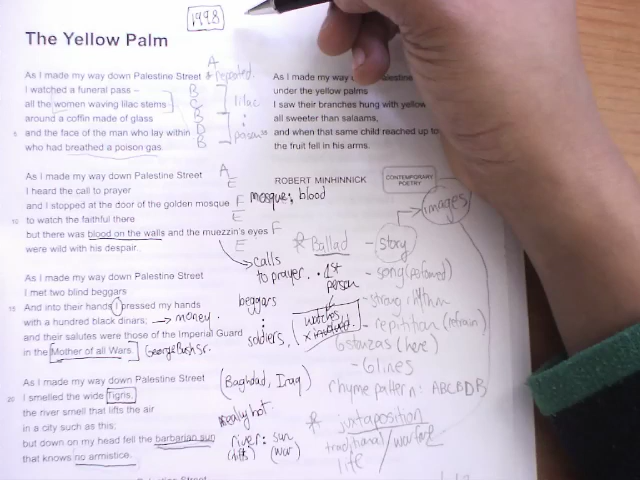 1998
The Yellow Palm
As I made my way down Palestine Street
I watched a funeral pass –
all the women waving lilac stems
around a coffin made of glass
5 and the face of the man who lay within
who had breathed a poison gas.
A repeated.
B
C
B
D
B
lilac
:
poison
As I made my way down Palestine
under the yellow palms
I saw their branches hung with yellow
all sweeter than salaams,
and when that same child reached up to
the fruit fell in his arms.
As I made my way down Palestine Street
I heard the call to prayer
and I stopped at the door of the golden mosque
10 to watch the faithful there
but there was blood on the walls and the muezzin's eyes
were wild with his despair.
A
E
F
E
F
E
mosque: blood
calls
to prayer.
ROBERT MINHINNICK
CONTEMPORARY
POETRY
images
As I made my way down Palestine Street
I met two blind beggars
15 And into their hands I pressed my hands
with a hundred black dinars;
and their salutes were those of the Imperial Guard
in the Mother of all Wars.
money.
George Bush Sr.
beggars
:
soldiers,
Ballad
- story
- song (performed)
- strong rhythm
- repitition (refrain)
6 stanzas (here)
- 6 lines
rhyme pattern: ABCBDB
1st
person
watches
x involved.
As I made my way down Palestine Street
20 I smelled the wide Tigris,
the river smell that lifts the air
in a city such as this;
but down on my head fell the barbarian sun
that knows no armistice.
(Baghdad, Iraq)
really hot.
river: sun
(life) (war)
juxtaposition
traditional / warfare
life
Palestine Street